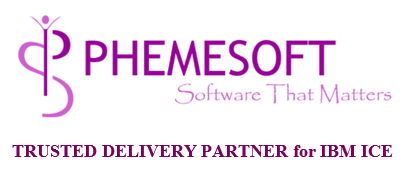 PHEMESOFT
Software That Matters
TRUSTED DELIVERY PARTNER for IBM ICE